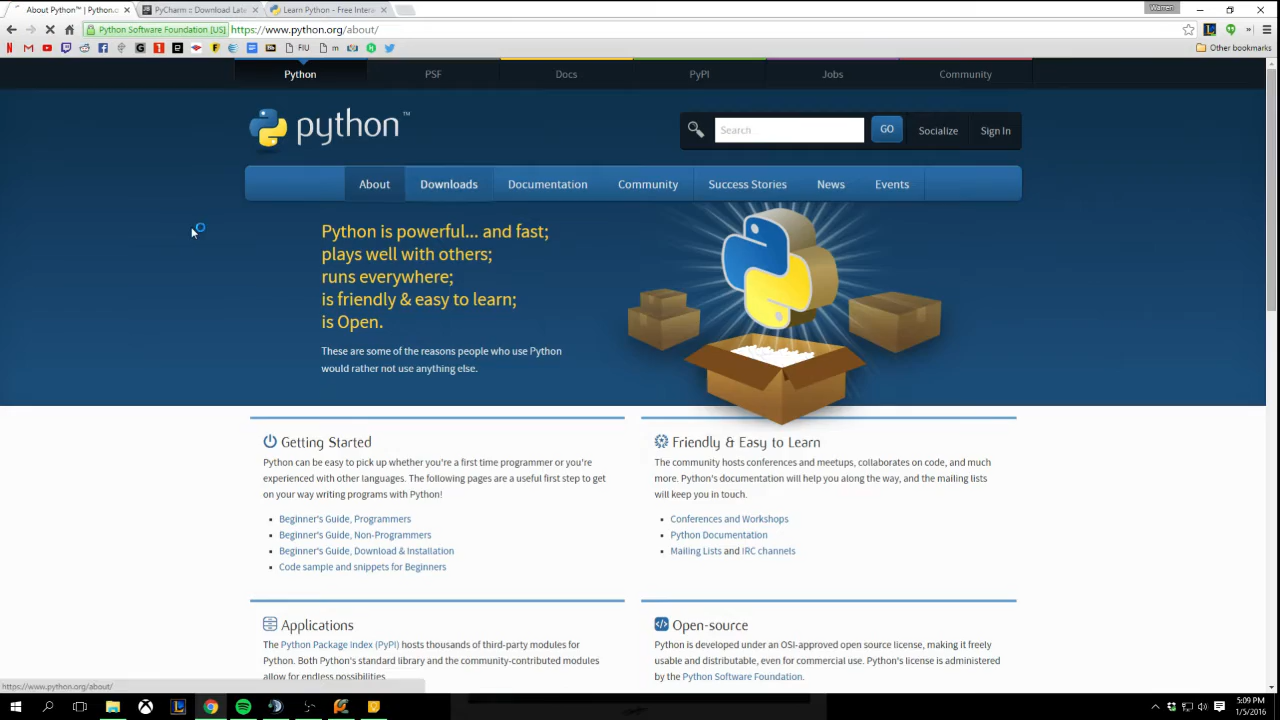 About Python™ | Python.o
PyCharm :: Download Late
Learn Python - Free Intera
Warren
Python Software Foundation [US]
https://www.python.org/about/
FIU
m
Other bookmarks
Python
PSF
Docs
PyPI
Jobs
Community
python™
Search
GO
Socialize
Sign In
About
Downloads
Documentation
Community
Success Stories
News
Events
Python is powerful... and fast;
plays well with others;
runs everywhere;
is friendly & easy to learn;
is Open.
These are some of the reasons people who use Python
would rather not use anything else.
Getting Started
Python can be easy to pick up whether you're a first time programmer or you're
experienced with other languages. The following pages are a useful first step to get
on your way writing programs with Python!
Beginner's Guide, Programmers
Beginner's Guide, Non-Programmers
Beginner's Guide, Download & Installation
Code sample and snippets for Beginners
Friendly & Easy to Learn
The community hosts conferences and meetups, collaborates on code, and much
more. Python's documentation will help you along the way, and the mailing lists
will keep you in touch.
Conferences and Workshops
Python Documentation
Mailing Lists and IRC channels
Applications
The Python Package Index (PyPI) hosts thousands of third-party modules for
Python. Both Python's standard library and the community-contributed modules
allow for endless possibilities
Open-source
Python is developed under an OSI-approved open source license, making it freely
usable and distributable, even for commercial use. Python's license is administered
by the Python Software Foundation.
https://www.python.org/about/
5:09 PM
1/5/2016